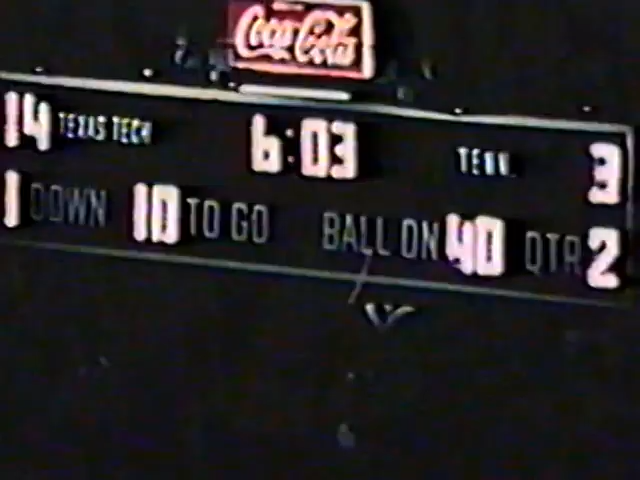 Coca-Cola
14 TEXAS TECH 6:03 TENN. 3
1 DOWN 10 TO GO BALL ON 40 QTR 2